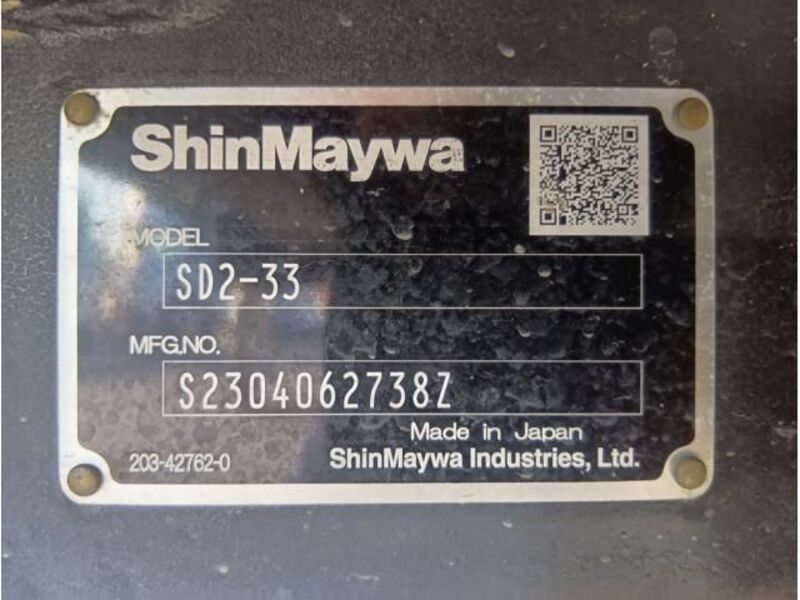 ShinMaywa
MODEL
SD2-33
MFG.NO.
S2304062738Z
Made in Japan
203-42762-0 ShinMaywa Industries, Ltd.